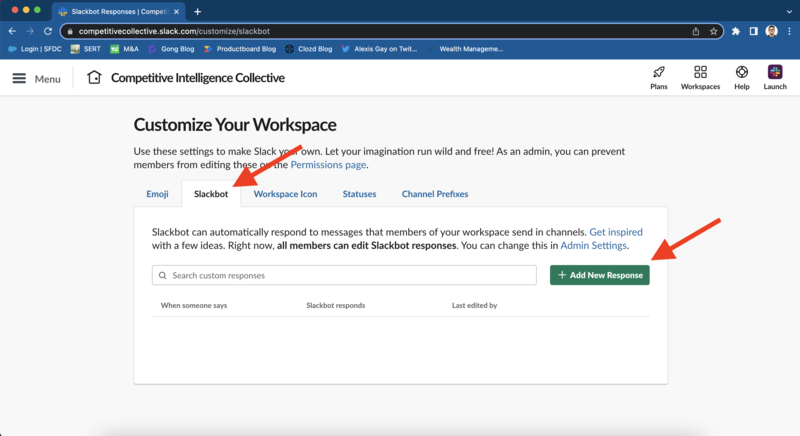 Slackbot Responses | Competiti
competitivecollective.slack.com/customize/slackbot
Login | SFDC SERT M&A Gong Blog Productboard Blog Clozd Blog Alexis Gay on Twit... Wealth Manageme...
Menu Competitive Intelligence Collective Plans Workspaces Help Launch
Customize Your Workspace
Use these settings to make Slack your own. Let your imagination run wild and free! As an admin, you can prevent
members from editing these on the Permissions page.
Emoji Slackbot Workspace Icon Statuses Channel Prefixes
Slackbot can automatically respond to messages that members of your workspace send in channels. Get inspired
with a few ideas. Right now, all members can edit Slackbot responses. You can change this in Admin Settings.
Search custom responses + Add New Response
When someone says Slackbot responds Last edited by